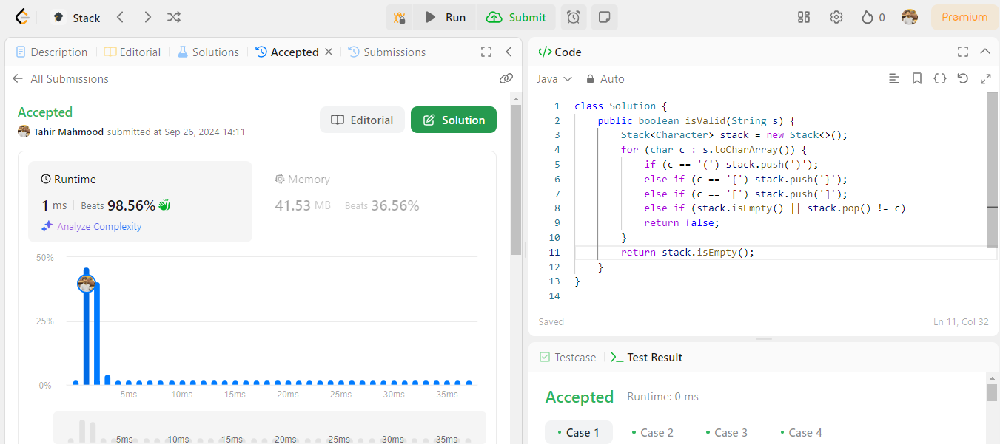 Stack
Run
Submit
0
Premium
Description
Editorial
Solutions
Accepted
Submissions
All Submissions
Accepted
Tahir Mahmood submitted at Sep 26, 2024 14:11
Editorial
Solution
Runtime
1 ms
Beats 98.56%
Analyze Complexity
Memory
41.53 MB
Beats 36.56%
50%
25%
0%
5ms 10ms 15ms 20ms 25ms 30ms 35ms
5ms 10ms 15ms 20ms 25ms 30ms 35ms
</> Code
Java
Auto
1 class Solution {
2     public boolean isValid(String s) {
3         Stack<Character> stack = new Stack<>();
4         for (char c : s.toCharArray()) {
5             if (c == '(') stack.push(')');
6             else if (c == '{') stack.push('}');
7             else if (c == '[') stack.push(']');
8             else if (stack.isEmpty() || stack.pop() != c)
9             return false;
10         }
11         return stack.isEmpty();
12     }
13 }
14
Saved
Ln 11, Col 32
Testcase
Test Result
Accepted
Runtime: 0 ms
Case 1
Case 2
Case 3
Case 4